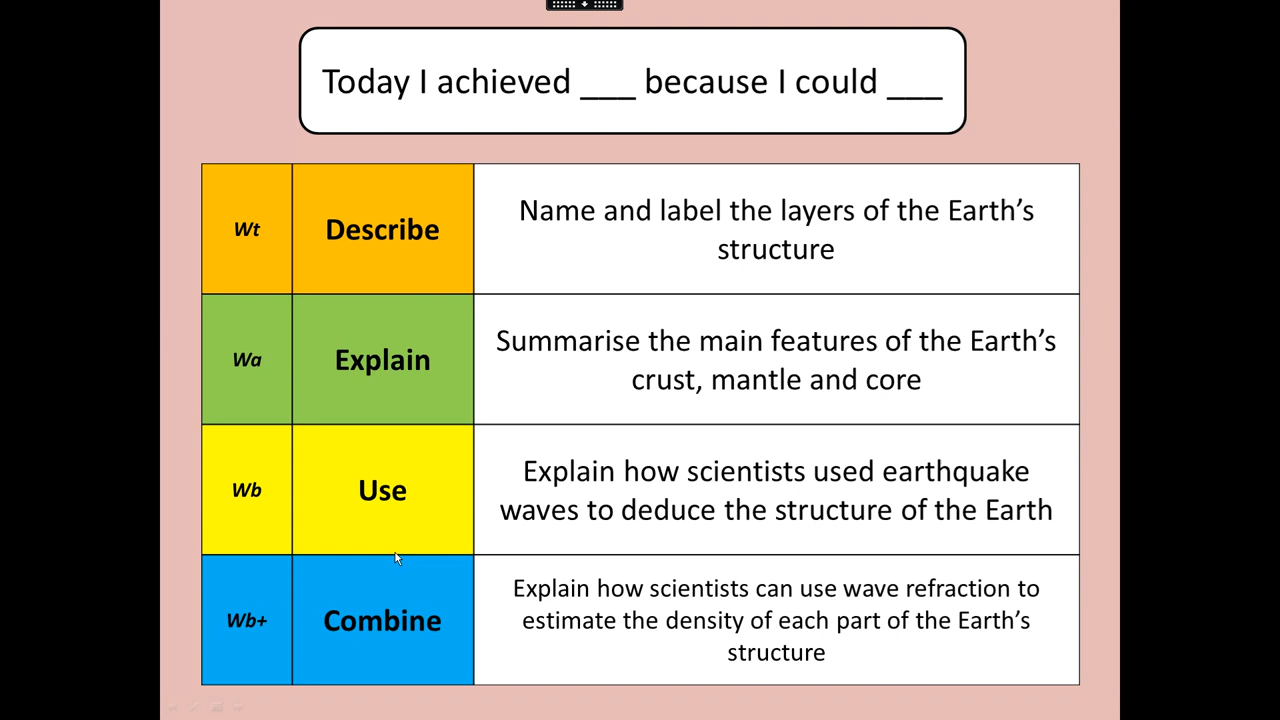 Today I achieved ___ because I could ___
Wt
Describe
Name and label the layers of the Earth’s
structure
Wa
Explain
Summarise the main features of the Earth’s
crust, mantle and core
Wb
Use
Explain how scientists used earthquake
waves to deduce the structure of the Earth
Wb+
Combine
Explain how scientists can use wave refraction to
estimate the density of each part of the Earth’s
structure